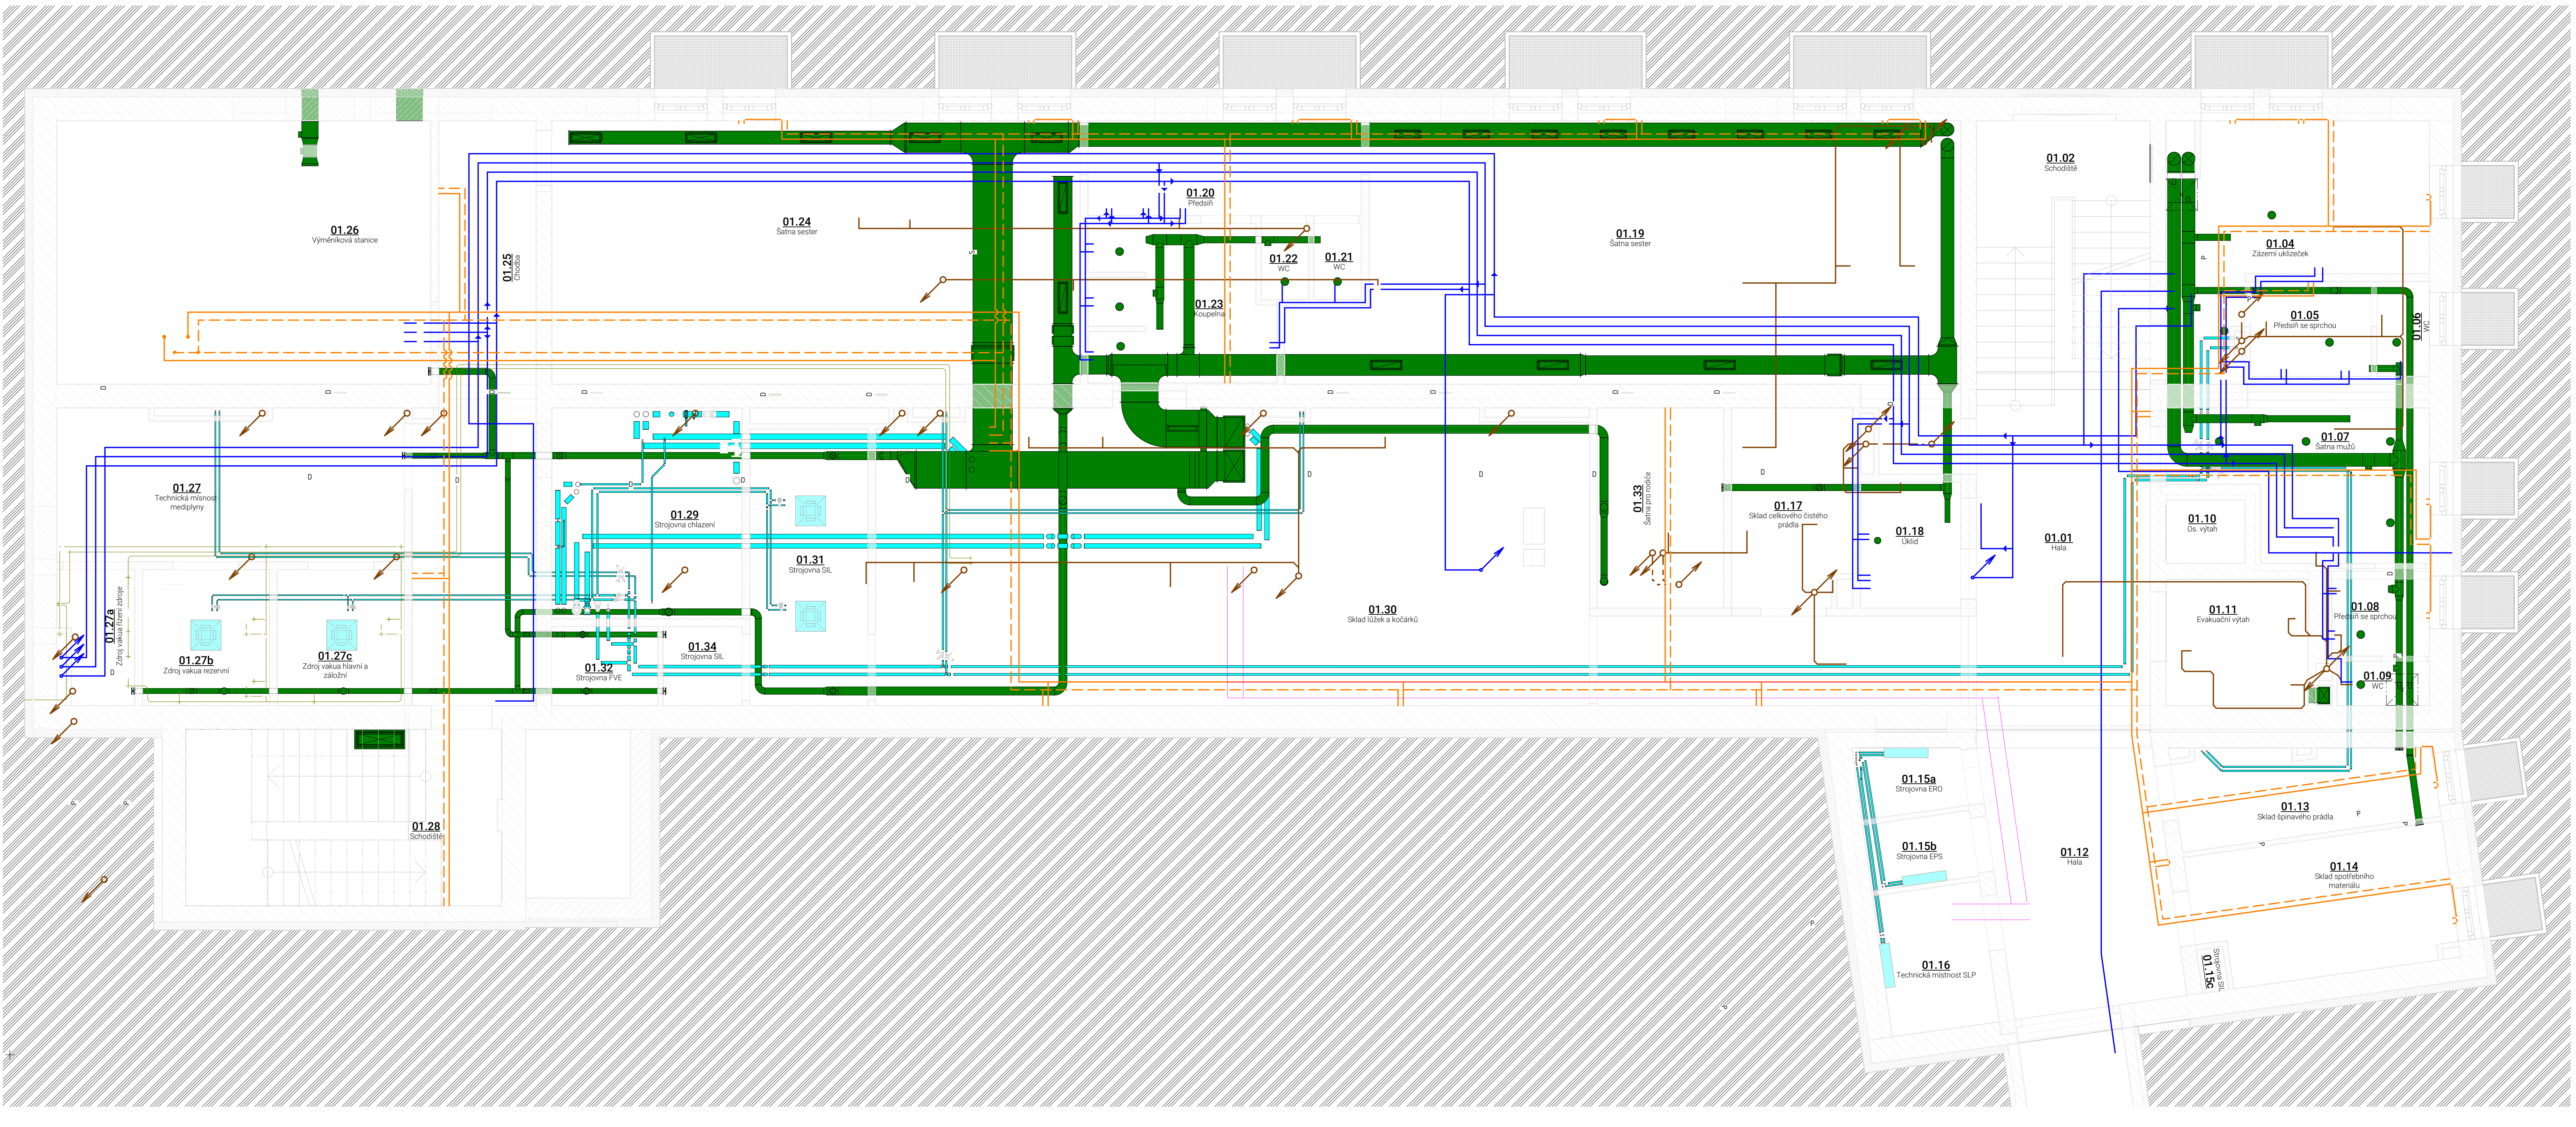 01.02
Schodiště
01.20
Předsíň
01.24
Šatna sester
01.26
Výměníková stanice
01.19
Šatna sester
01.04
Zázemí uklizeček
01.25
Chodba
01.22
WC
01.21
WC
01.23
Koupelna
01.05
Předsíň se sprchou
01.06
WC
01.07
Šatna mužů
01.27
Technická mísnost-
mediplyny
01.29
Strojovna chlazení
01.33
Šatna pro rodiče
01.17
Sklad celkového čistého
prádla
01.18
Úklid
01.01
Hala
01.10
Os. výtah
01.31
Strojovna SIL
01.30
Sklad lůžek a kočárků
01.11
Evakuační výtah
01.08
Předsíň se sprchou
01.27a
Zdroj vakua řízení zdroje
01.27b
Zdroj vakua rezervní
01.27c
Zdroj vakua hlavní a
záložní
01.34
Strojovna SIL
01.32
Strojovna FVE
01.09
WC
01.15a
Strojovna ERO
01.13
Sklad špinavého prádla
01.28
Schodiště
01.15b
Strojovna EPS
01.12
Hala
01.14
Sklad spotřebního
materiálu
01.16
Technická místnost SLP
01.15c
Strojovna SIL